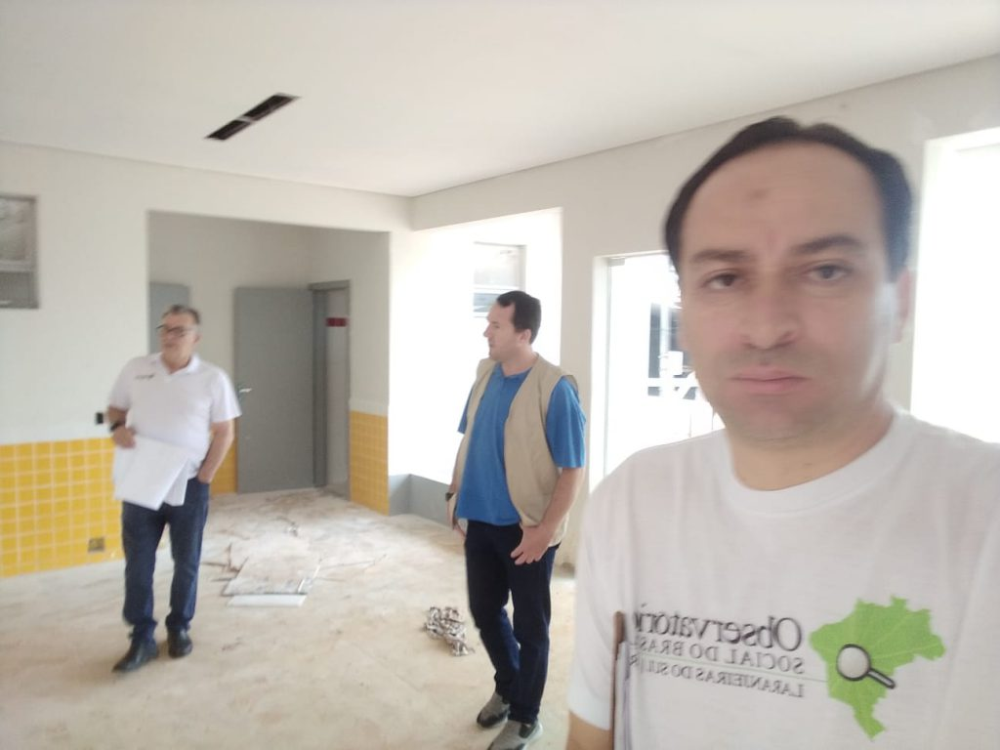 Observatório
SOCIAL DO BRASIL
LARANJEIRAS DO SUL